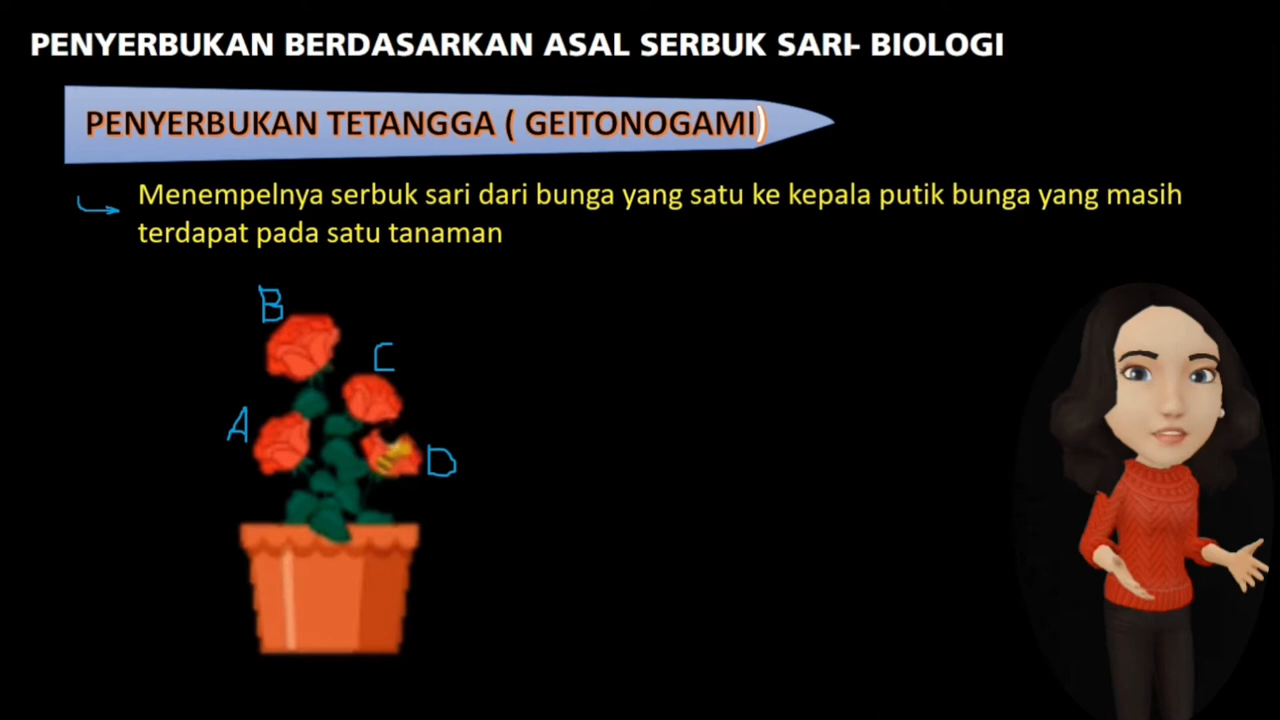 PENYERBUKAN BERDASARKAN ASAL SERBUK SARI- BIOLOGI
PENYERBUKAN TETANGGA ( GEITONOGAMI)
Menempelnya serbuk sari dari bunga yang satu ke kepala putik bunga yang masih
terdapat pada satu tanaman
B
C
A
D